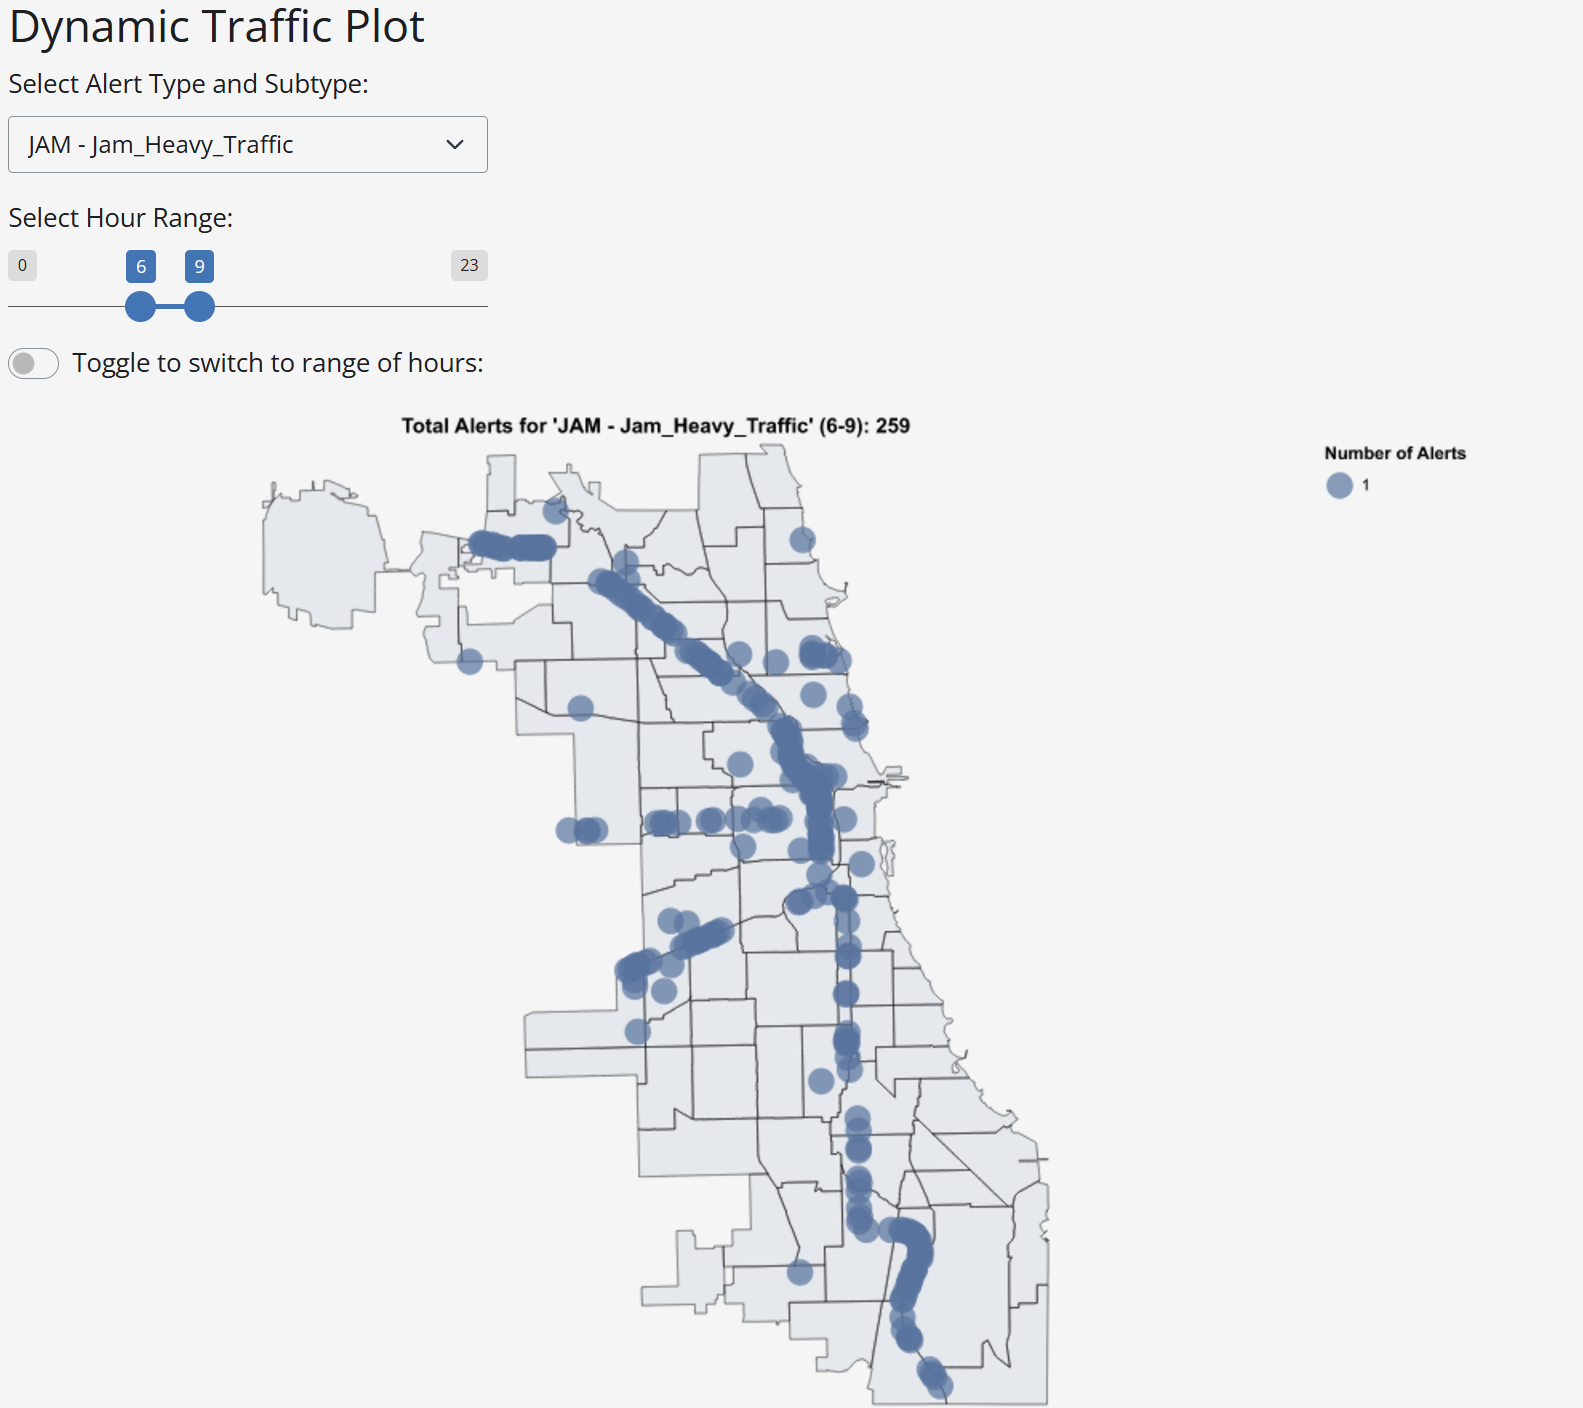 Dynamic Traffic Plot
Select Alert Type and Subtype:
JAM - Jam_Heavy_Traffic
Select Hour Range:
0 6 9 23
Toggle to switch to range of hours:
Total Alerts for 'JAM - Jam_Heavy_Traffic' (6-9): 259
Number of Alerts
1